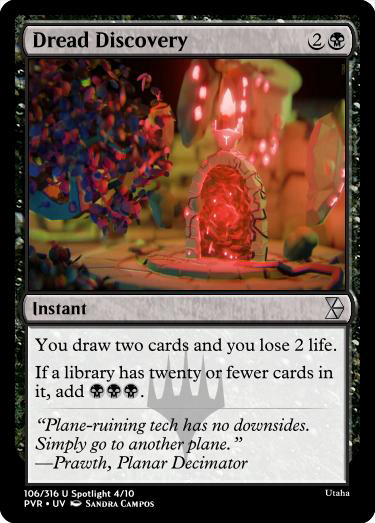 Dread Discovery 2
Instant
You draw two cards and you lose 2 life.
If a library has twenty or fewer cards in
it, add .
“Plane-ruining tech has no downsides.
Simply go to another plane.”
—Prawth, Planar Decimator
106/316 U Spotlight 4/10
Utaha
PVR • UV SANDRA CAMPOS